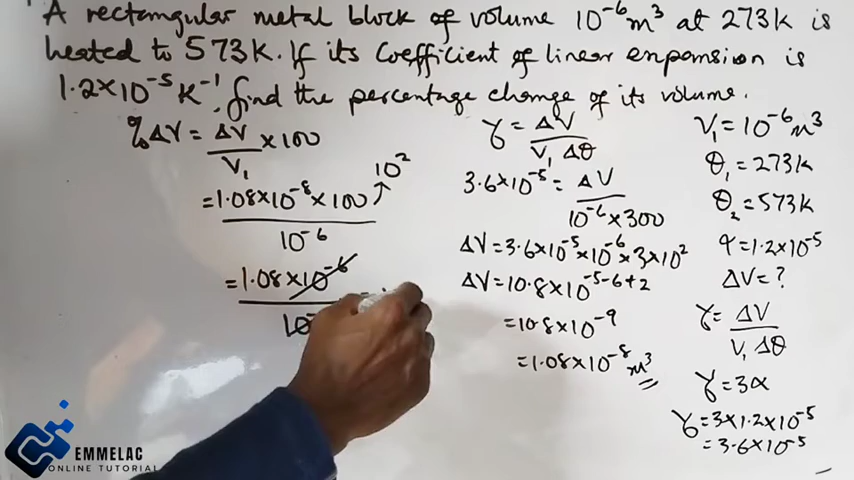 A rectangular metal block of volume 10⁻⁶m³ at 273K is
heated to 573K. If its Coefficient of linear expansion is
1.2×10⁻⁵ K⁻¹, find the percentage change of its volume.
%ΔV = ΔV/V₁ × 100
= 1.08×10⁻⁸ × 100 / 10⁻⁶
10²
= 1.08×10⁻⁶
γ = ΔV / V₁ Δθ
3.6×10⁻⁵ = ΔV / 10⁻⁶×300
ΔV = 3.6×10⁻⁵×10⁻⁶×3×10²
ΔV = 10.8×10⁻⁵⁻⁶⁺²
= 10.8×10⁻⁹
= 1.08×10⁻⁸ m³
V₁ = 10⁻⁶m³
θ₁ = 273K
θ₂ = 573K
α = 1.2×10⁻⁵
ΔV = ?
γ = ΔV / V₁ Δθ
γ = 3α
γ = 3×1.2×10⁻⁵
= 3.6×10⁻⁵
EMMELAC
ONLINE TUTORIAL